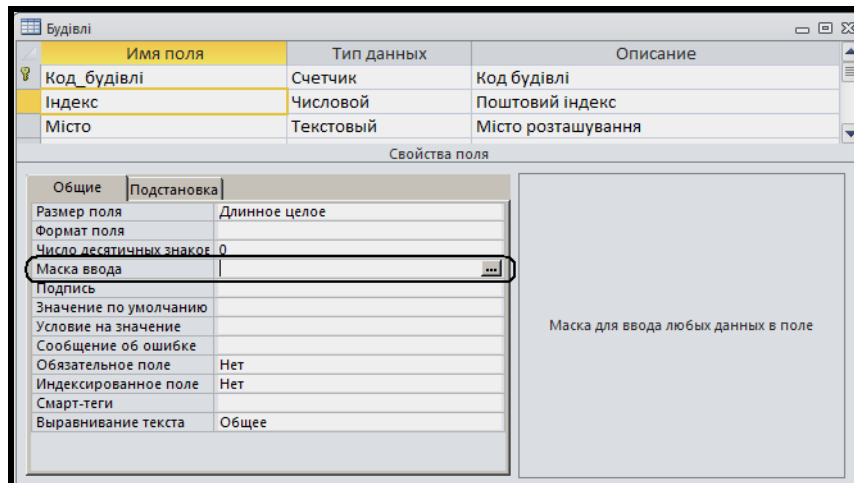 Будівлі
Имя поля Тип данных Описание
Код_будівлі Счетчик Код будівлі
Індекс Числовой Поштовий індекс
Місто Текстовый Місто розташування
Свойства поля
Общие Подстановка
Размер поля Длинное целое
Формат поля
Число десятичных знаков 0
Маска ввода ...
Подпись
Значение по умолчанию
Условие на значение
Сообщение об ошибке
Обязательное поле Нет
Индексированное поле Нет
Смарт-теги
Выравнивание текста Общее
Маска для ввода любых данных в поле